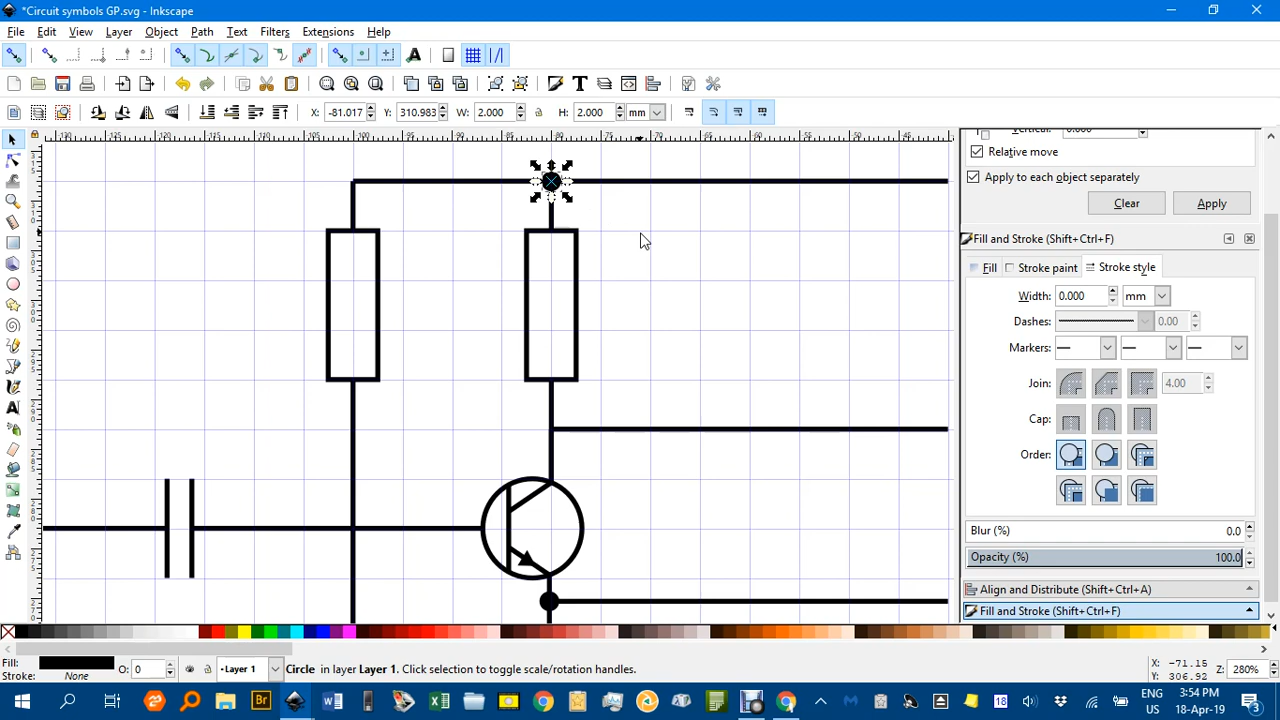 *Circuit symbols GP.svg - Inkscape
File Edit View Layer Object Path Text Filters Extensions Help
X: -81.017 Y: 310.983 W: 2.000 H: 2.000 mm
0.000
Relative move
Apply to each object separately
Clear Apply
Fill and Stroke (Shift+Ctrl+F)
Fill Stroke paint Stroke style
Width: 0.000 mm
Dashes: 0.00
Markers:
Join: 4.00
Cap:
Order:
Blur (%) 0.0
Opacity (%) 100.0
Align and Distribute (Shift+Ctrl+A)
Fill and Stroke (Shift+Ctrl+F)
Fill:
Stroke: None
O: 0
•Layer 1
Circle in layer Layer 1. Click selection to toggle scale/rotation handles.
X: -71.15
Y: 306.92
Z: 280%
Br
18
ENG
US
3:54 PM
18-Apr-19
3